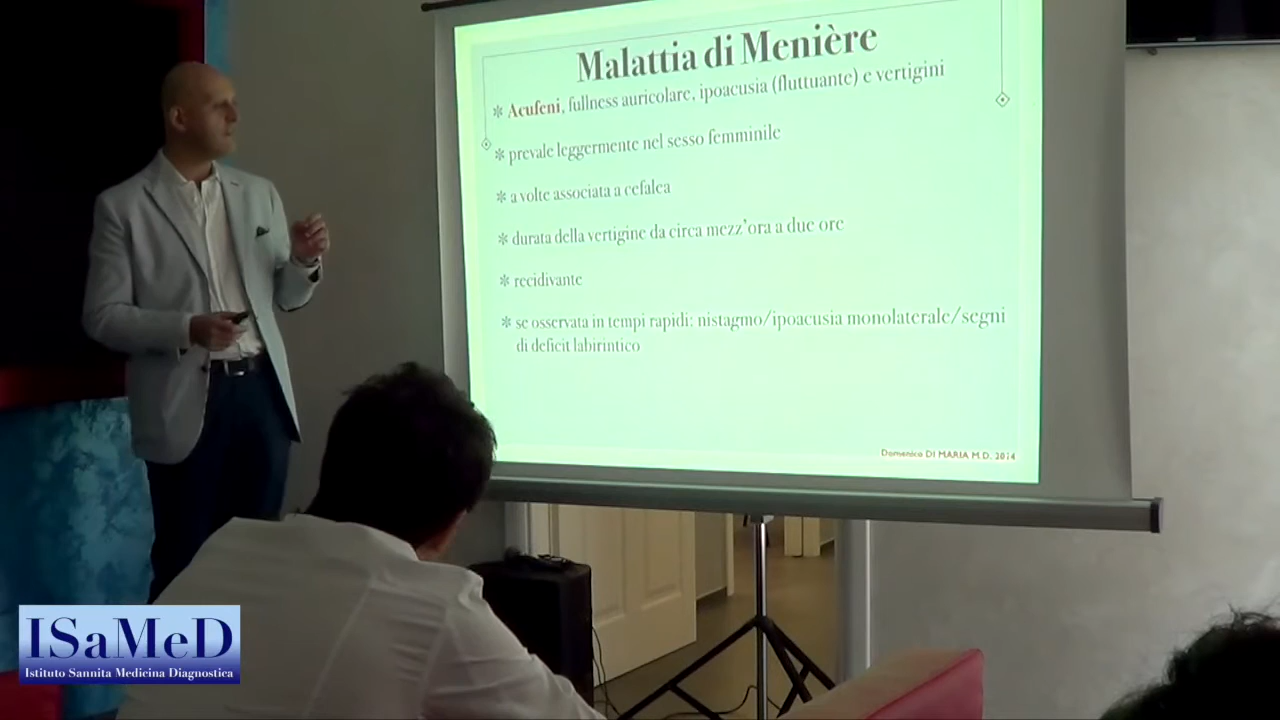 Malattia di Menière
* Acufeni, fullness auricolare, ipoacusia (fluttuante) e vertigini
* prevale leggermente nel sesso femminile
* a volte associata a cefalea
* durata della vertigine da circa mezz'ora a due ore
* recidivante
* se osservata in tempi rapidi: nistagmo/ipoacusia monolaterale/segni
di deficit labirintico
Domenico DI MARIA M.D. 2014
ISaMeD
Istituto Sannita Medicina Diagnostica